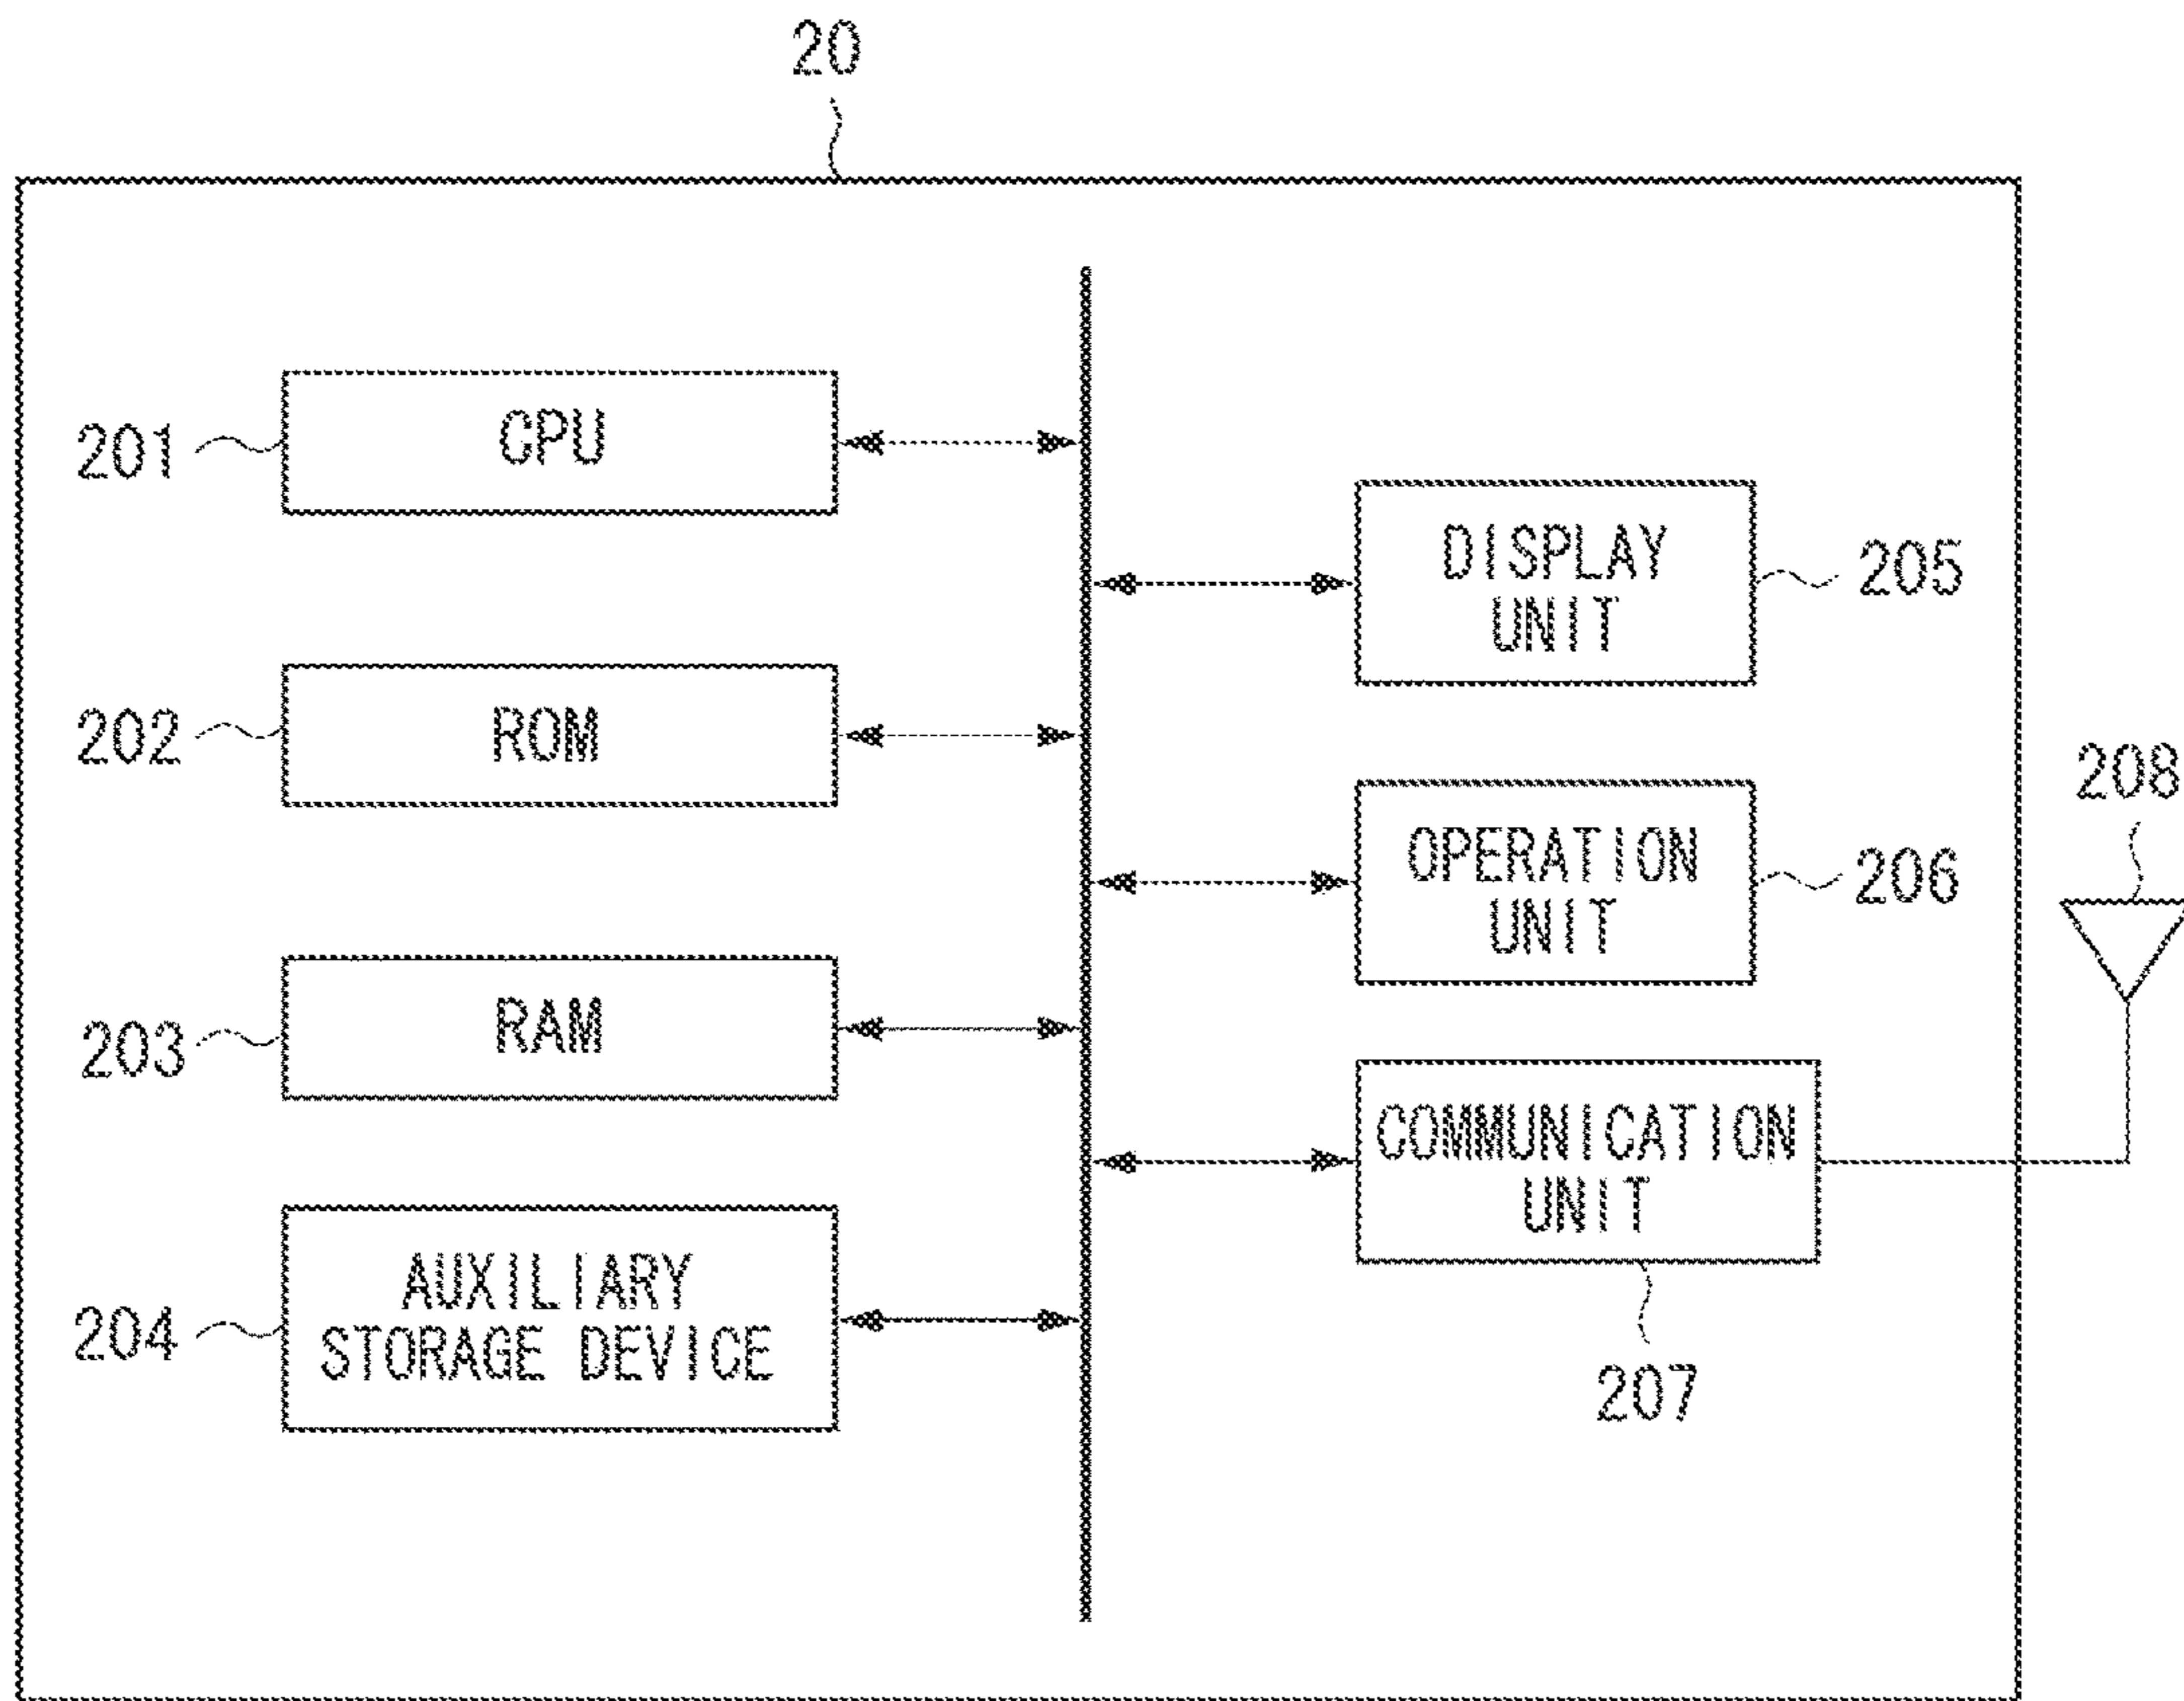 20
201
CPU
DISPLAY
UNIT
205
202
ROM
208
OPERATION
UNIT
206
203
RAM
COMMUNICATION
UNIT
204
AUXILIARY
STORAGE DEVICE
207